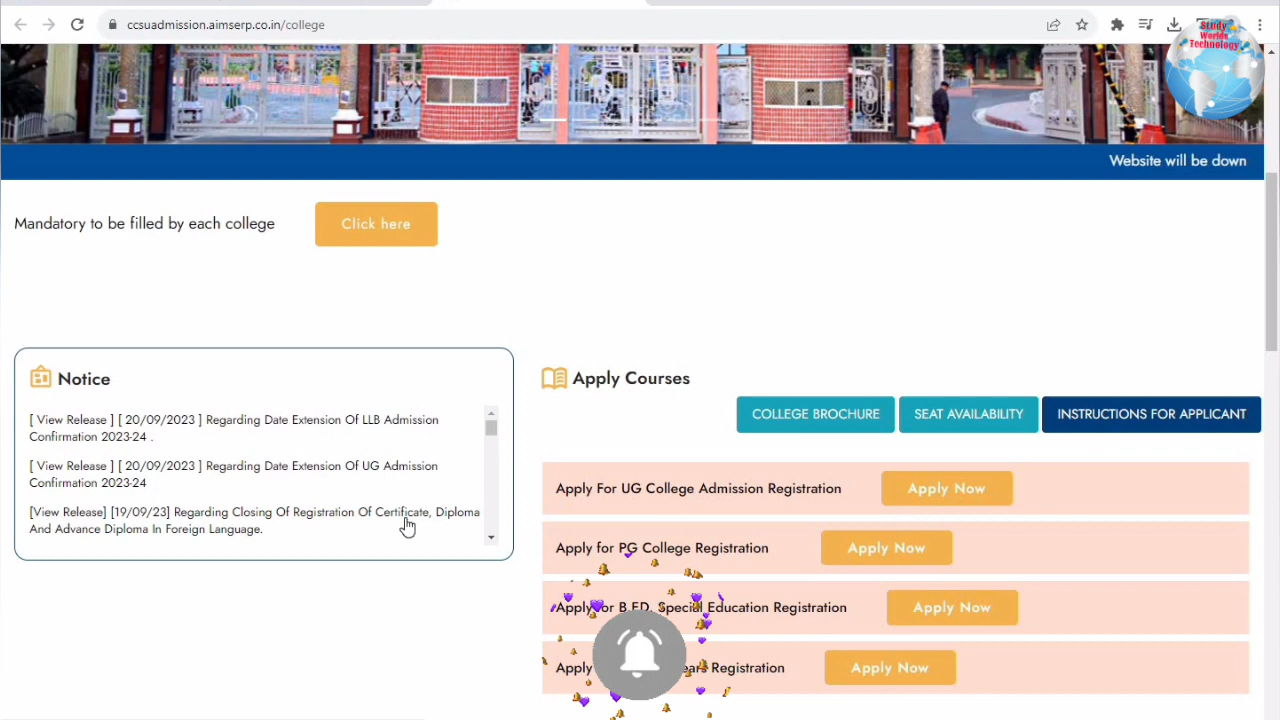 ccsuadmission.aimserp.co.in/college
Study
Worlds
Technology
Website will be down
Mandatory to be filled by each college
Click here
Notice
[ View Release ] [ 20/09/2023 ] Regarding Date Extension Of LLB Admission
Confirmation 2023-24 .
[ View Release ] [ 20/09/2023 ] Regarding Date Extension Of UG Admission
Confirmation 2023-24
[View Release] [19/09/23] Regarding Closing Of Registration Of Certificate, Diploma
And Advance Diploma In Foreign Language.
Apply Courses
COLLEGE BROCHURE
SEAT AVAILABILITY
INSTRUCTIONS FOR APPLICANT
Apply For UG College Admission Registration
Apply Now
Apply for PG College Registration
Apply Now
Apply for B.ED. Special Education Registration
Apply Now
Apply Registration
Apply Now